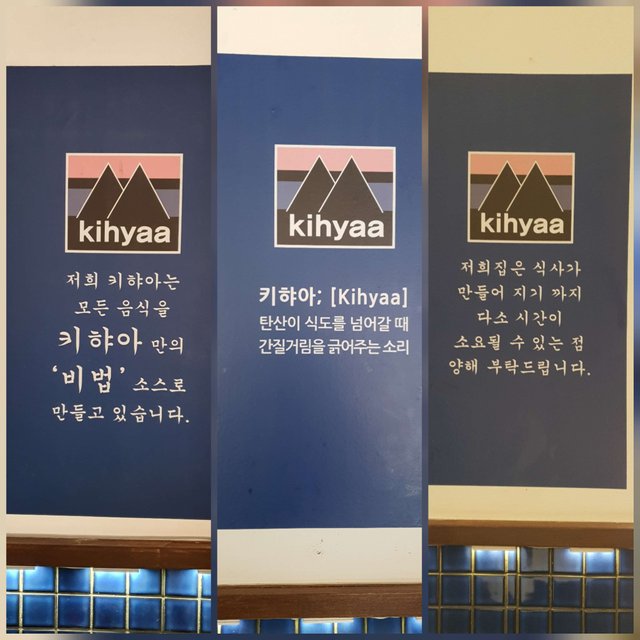 kihyaa
저희 키햐아는
모든 음식을
키햐아 만의
‘비법’ 소스로
만들고 있습니다.
kihyaa
키햐아; [Kihyaa]
탄산이 식도를 넘어갈 때
간질거림을 긁어주는 소리
kihyaa
저희집은 식사가
만들어 지기 까지
다소 시간이
소요될 수 있는 점
양해 부탁드립니다.